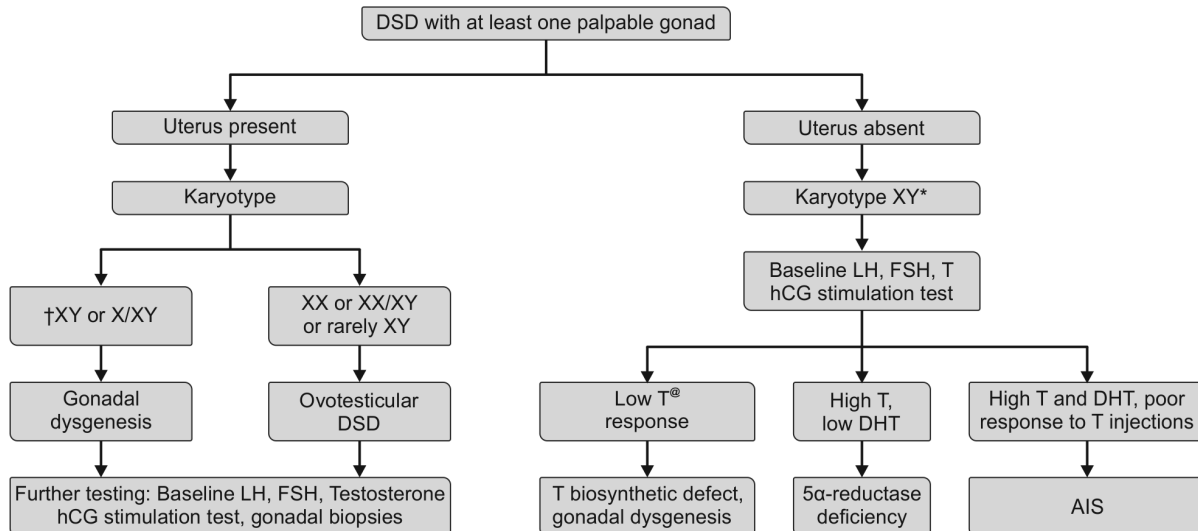 DSD with at least one palpable gonad
Uterus present
Uterus absent
Karyotype
Karyotype XY*
Baseline LH, FSH, T
hCG stimulation test
†XY or X/XY
XX or XX/XY
or rarely XY
Gonadal
dysgenesis
Ovotesticular
DSD
Low T@
response
High T,
low DHT
High T and DHT, poor
response to T injections
Further testing: Baseline LH, FSH, Testosterone
hCG stimulation test, gonadal biopsies
T biosynthetic defect,
gonadal dysgenesis
5α-reductase
deficiency
AIS